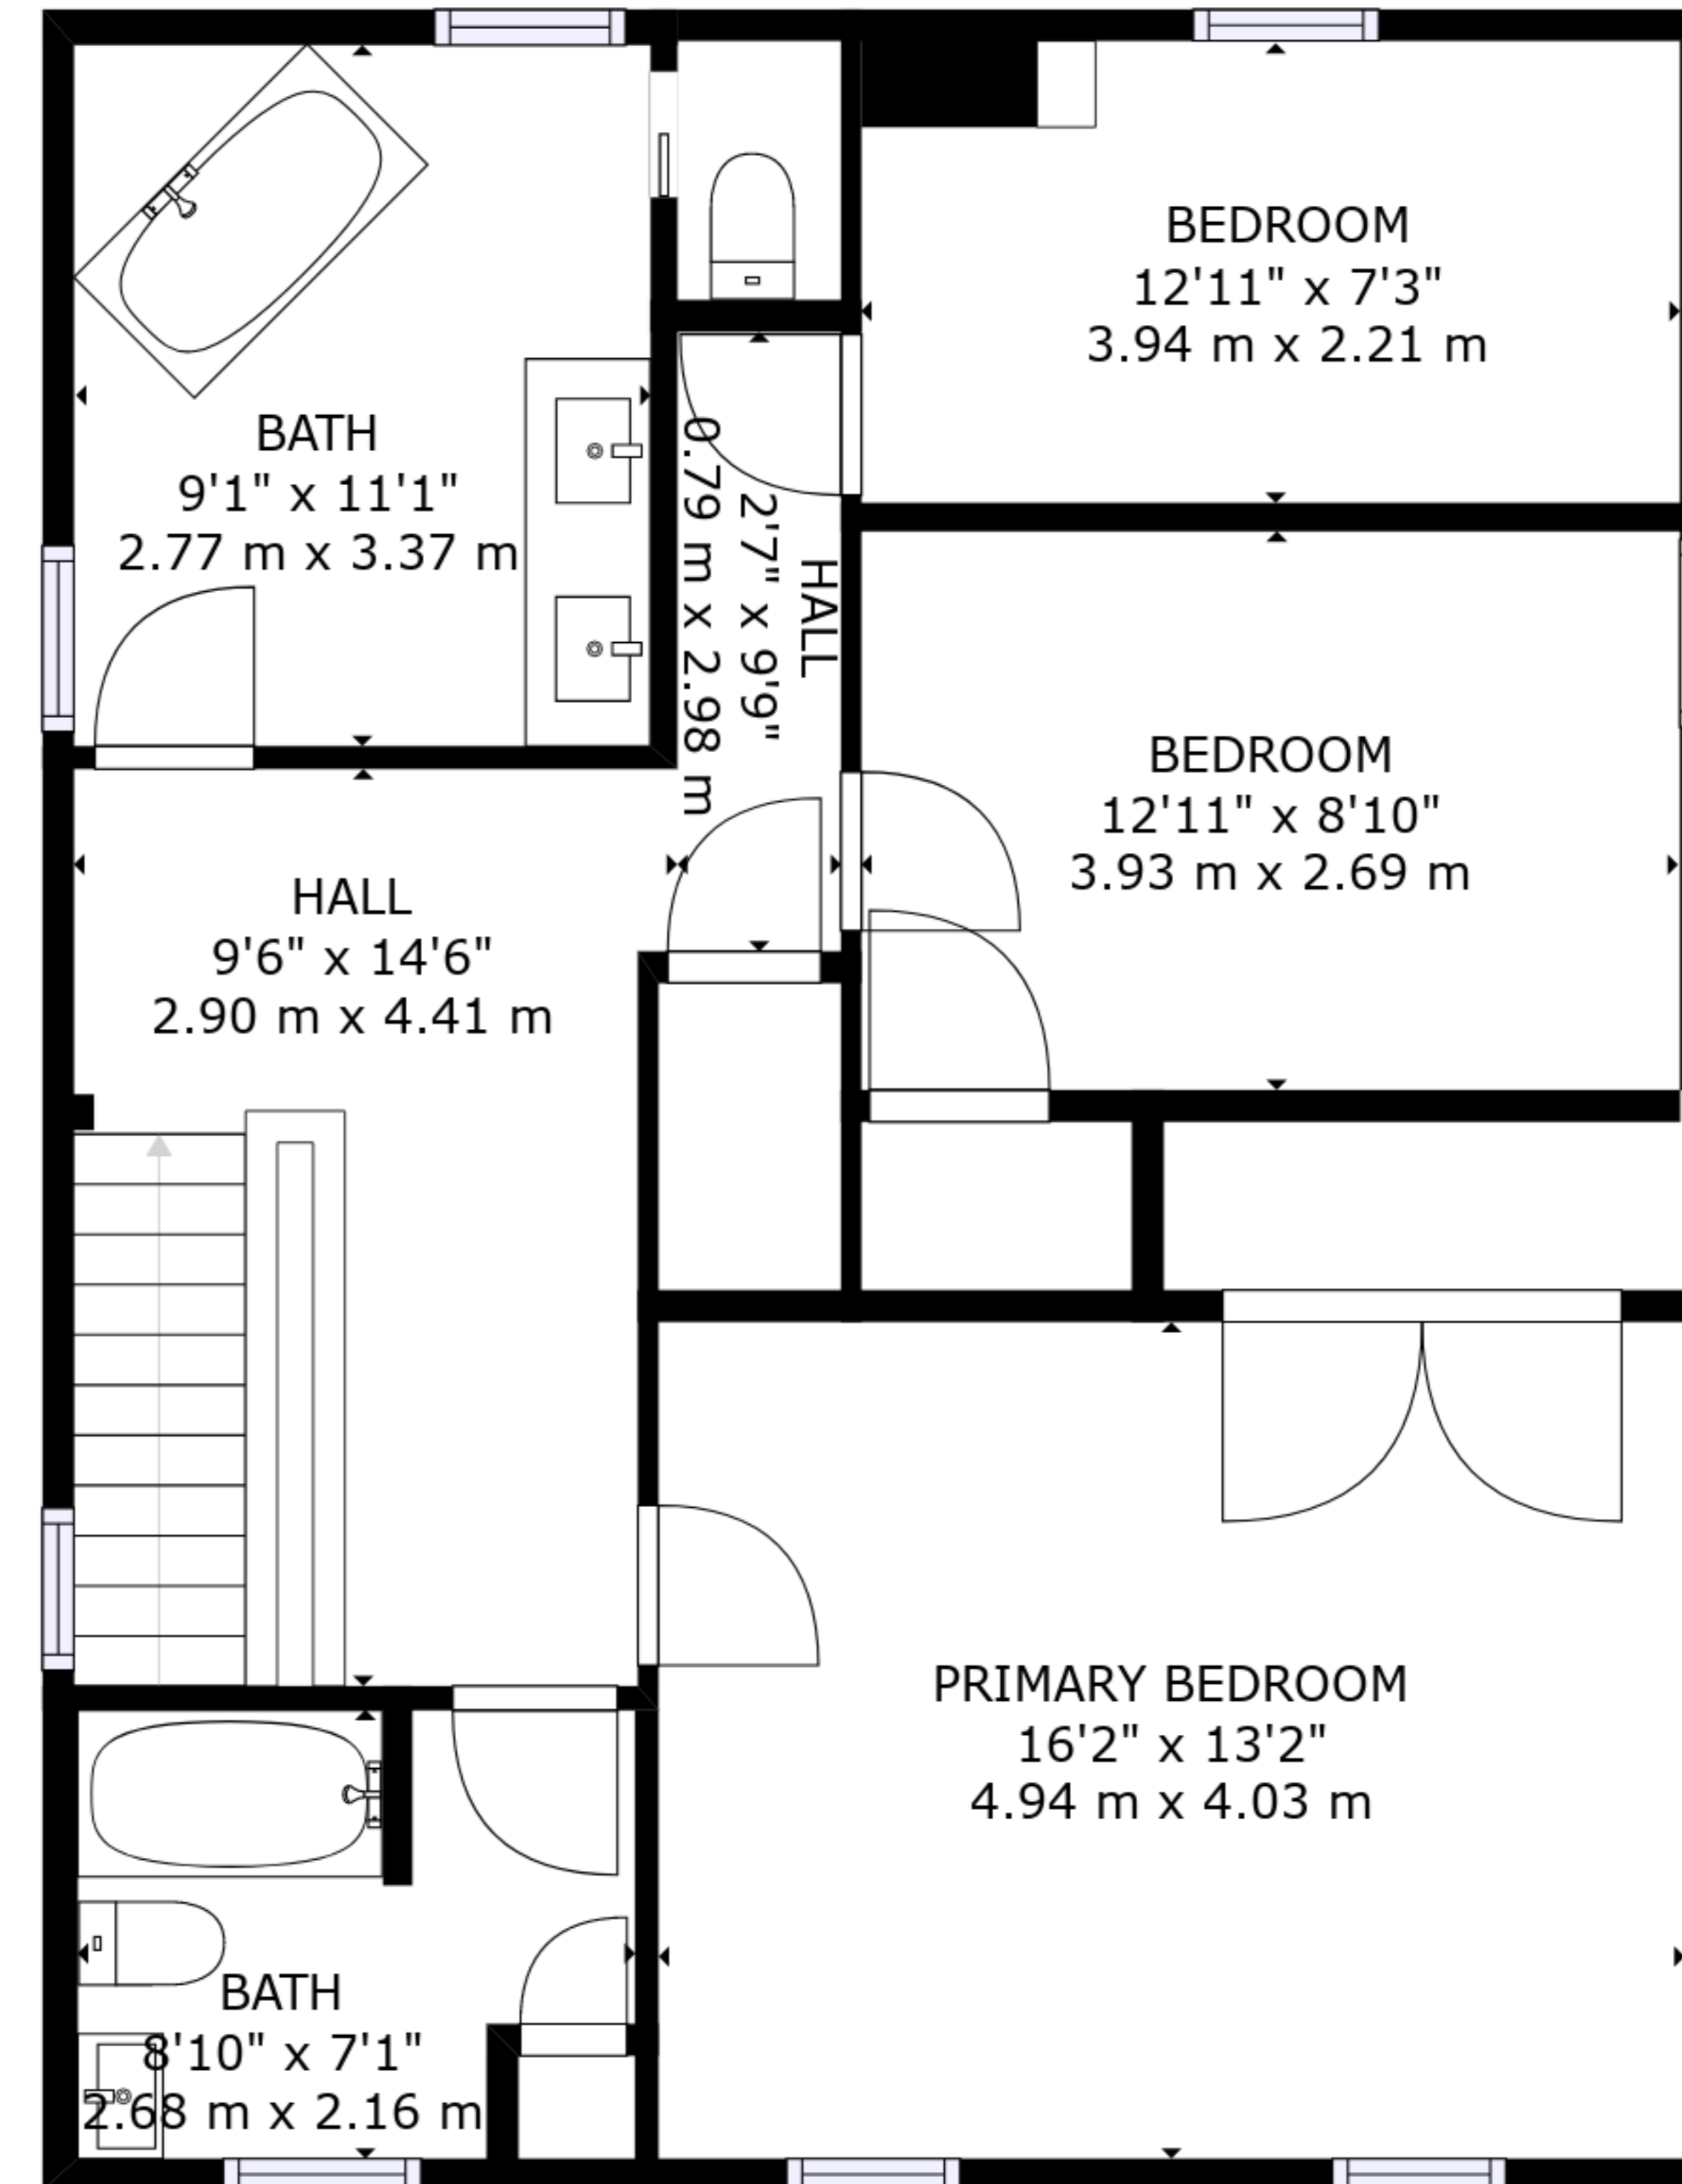 BEDROOM
12'11" x 7'3"
3.94 m x 2.21 m
BATH
9'1" x 11'1"
2.77 m x 3.37 m
HALL
2'7" x 9'9"
0.79 m x 2.98 m
BEDROOM
12'11" x 8'10"
3.93 m x 2.69 m
HALL
9'6" x 14'6"
2.90 m x 4.41 m
PRIMARY BEDROOM
16'2" x 13'2"
4.94 m x 4.03 m
BATH
8'10" x 7'1"
2.68 m x 2.16 m